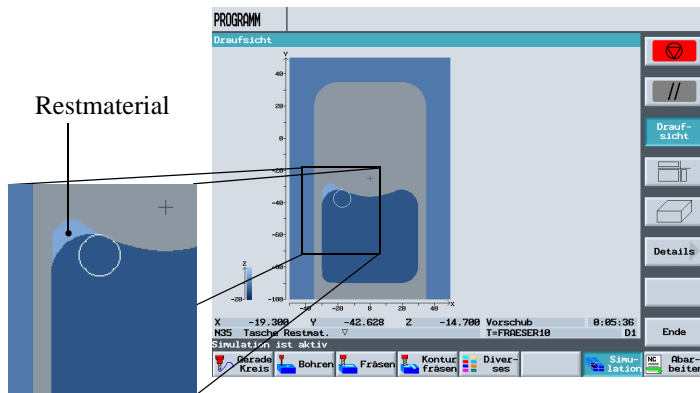 PROGRAMM
Draufsicht
Restmaterial
Y
40
20
0
-20
-40
-60
-80
-100
Z
0
-20
-40 -20 0 20 40 X
X -19.300 Y -42.628 Z -14.700 Vorschub 0:05:36
N35 Tasche Restmat. ▽ T=FRAESER10 D1
Simulation ist aktiv
//
Drauf-
sicht
Details
Ende
Gerade
Kreis
Bohren
Fräsen
Kontur
fräsen
Diver-
ses
Simu-
lation
NC
Abar-
beiten